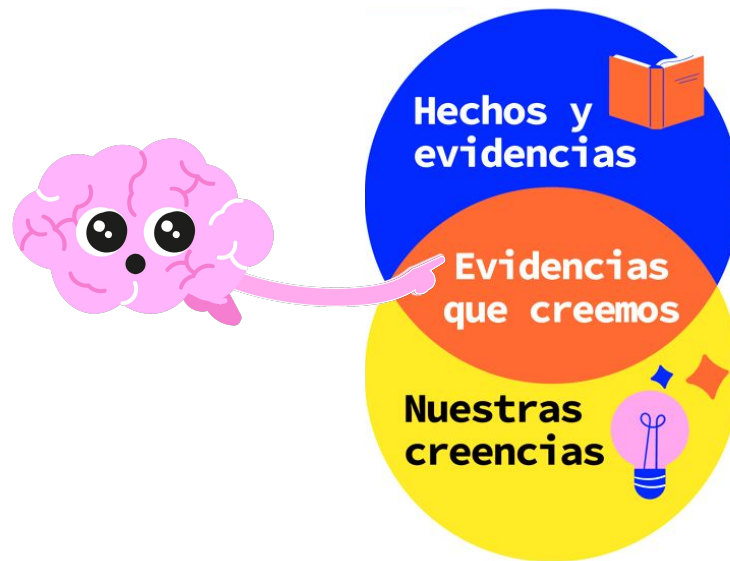 Hechos y
evidencias
Evidencias
que creemos
Nuestras
creencias